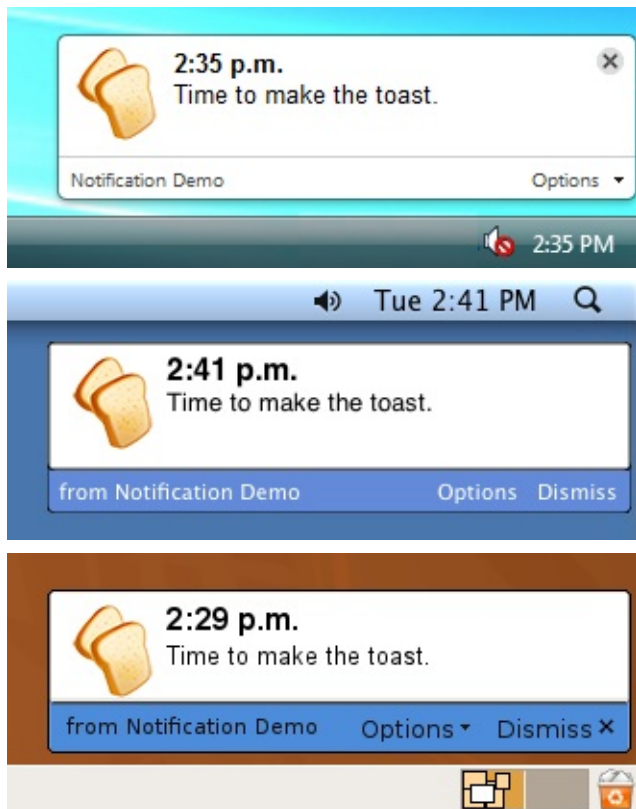 2:35 p.m.
Time to make the toast.
Notification Demo Options
2:35 PM
Tue 2:41 PM
2:41 p.m.
Time to make the toast.
from Notification Demo Options Dismiss
2:29 p.m.
Time to make the toast.
from Notification Demo Options Dismiss